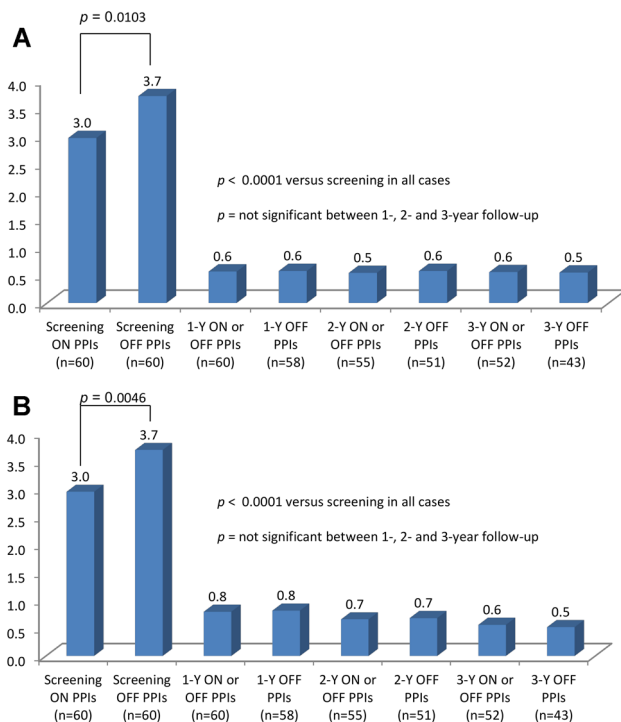 A
p = 0.0103
4.0
3.5
3.0
2.5
2.0
1.5
1.0
0.5
0.0
3.0
3.7
0.6
0.6
0.5
0.6
0.6
0.5
p < 0.0001 versus screening in all cases
p = not significant between 1-, 2- and 3-year follow-up
Screening ON PPIs (n=60)
Screening OFF PPIs (n=60)
1-Y ON or OFF PPIs (n=60)
1-Y OFF PPIs (n=58)
2-Y ON or OFF PPIs (n=55)
2-Y OFF PPIs (n=51)
3-Y ON or OFF PPIs (n=52)
3-Y OFF PPIs (n=43)
B
p = 0.0046
4.0
3.5
3.0
2.5
2.0
1.5
1.0
0.5
0.0
3.0
3.7
0.8
0.8
0.7
0.7
0.6
0.5
p < 0.0001 versus screening in all cases
p = not significant between 1-, 2- and 3-year follow-up
Screening ON PPIs (n=60)
Screening OFF PPIs (n=60)
1-Y ON or OFF PPIs (n=60)
1-Y OFF PPIs (n=58)
2-Y ON or OFF PPIs (n=55)
2-Y OFF PPIs (n=51)
3-Y ON or OFF PPIs (n=52)
3-Y OFF PPIs (n=43)